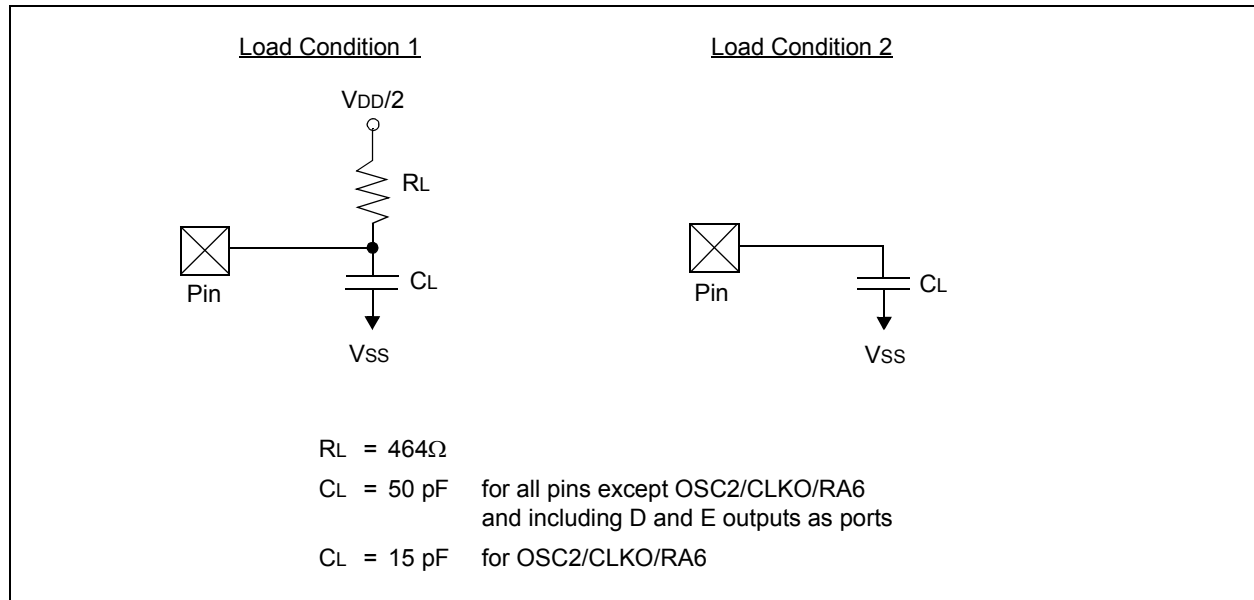 Load Condition 1
Load Condition 2
VDD/2
RL
Pin
CL
VSS
Pin
CL
VSS
RL = 464Ω
CL = 50 pF for all pins except OSC2/CLKO/RA6
and including D and E outputs as ports
CL = 15 pF for OSC2/CLKO/RA6